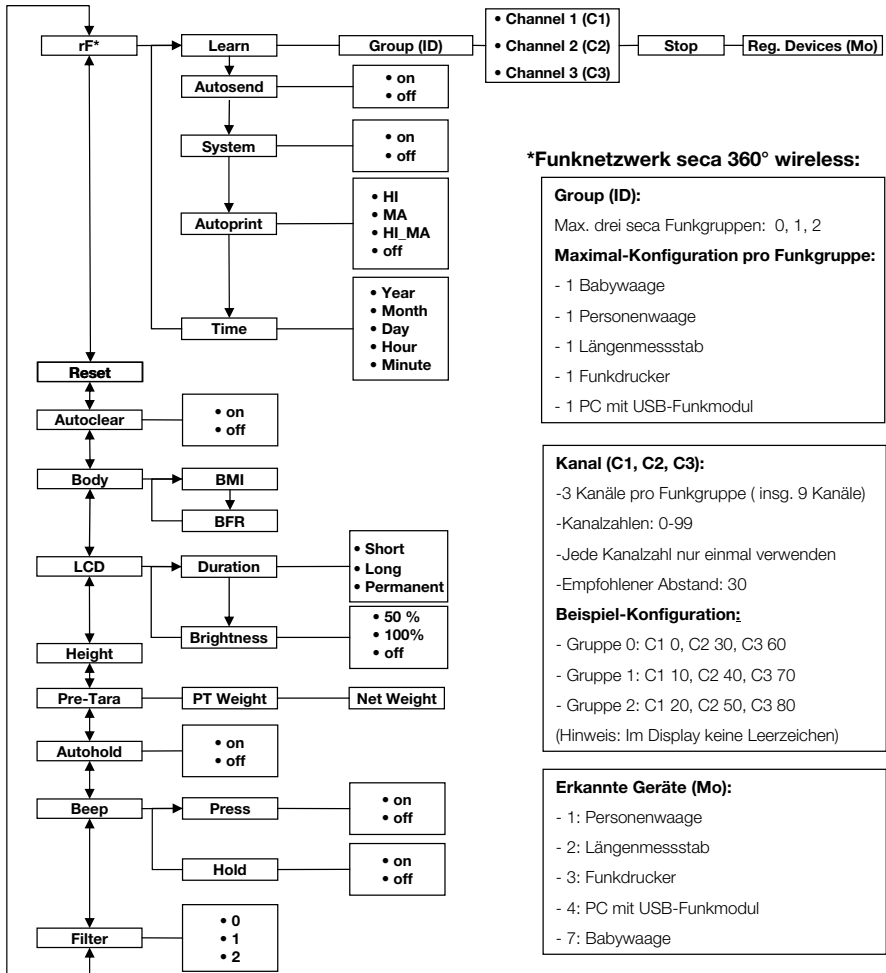 rF*
Learn
Group (ID)
• Channel 1 (C1)
• Channel 2 (C2)
• Channel 3 (C3)
Stop
Reg. Devices (Mo)
Autosend
• on
• off
System
• on
• off
Autoprint
• HI
• MA
• HI_MA
• off
Time
• Year
• Month
• Day
• Hour
• Minute
Reset
Autoclear
• on
• off
Body
BMI
BFR
LCD
Duration
• Short
• Long
• Permanent
Brightness
• 50 %
• 100%
• off
Height
Pre-Tara
PT Weight
Net Weight
Autohold
• on
• off
Beep
Press
• on
• off
Hold
• on
• off
Filter
• 0
• 1
• 2
*Funknetzwerk seca 360° wireless:
Group (ID):
Max. drei seca Funkgruppen: 0, 1, 2
Maximal-Konfiguration pro Funkgruppe:
- 1 Babywaage
- 1 Personenwaage
- 1 Längenmessstab
- 1 Funkdrucker
- 1 PC mit USB-Funkmodul
Kanal (C1, C2, C3):
-3 Kanäle pro Funkgruppe ( insg. 9 Kanäle)
-Kanalzahlen: 0-99
-Jede Kanalzahl nur einmal verwenden
-Empfohlener Abstand: 30
Beispiel-Konfiguration:
- Gruppe 0: C1 0, C2 30, C3 60
- Gruppe 1: C1 10, C2 40, C3 70
- Gruppe 2: C1 20, C2 50, C3 80
(Hinweis: Im Display keine Leerzeichen)
Erkannte Geräte (Mo):
- 1: Personenwaage
- 2: Längenmessstab
- 3: Funkdrucker
- 4: PC mit USB-Funkmodul
- 7: Babywaage